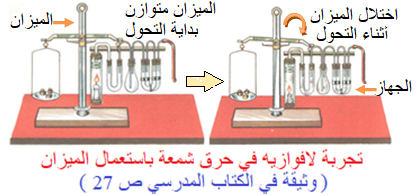 الميزان متوازن
بداية التحول
الميزان
اختلال الميزان
أثناء التحول
الجهاز
تجربة لافوازيه في حرق شمعة باستعمال الميزان
( وثيقة في الكتاب المدرسي ص 27 )